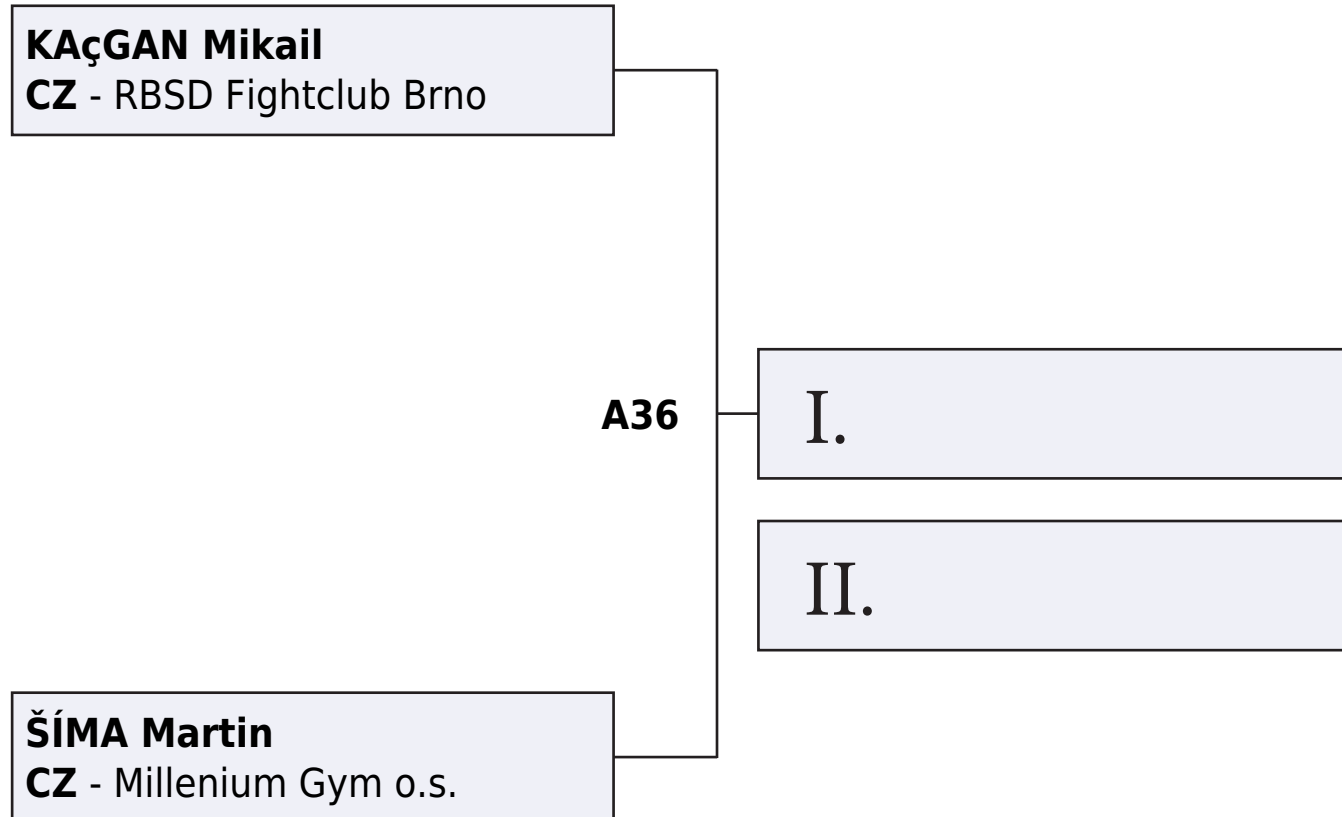 KAçGAN Mikail
CZ - RBSD Fightclub Brno
A36
I.
II.
ŠÍMA Martin
CZ - Millenium Gym o.s.